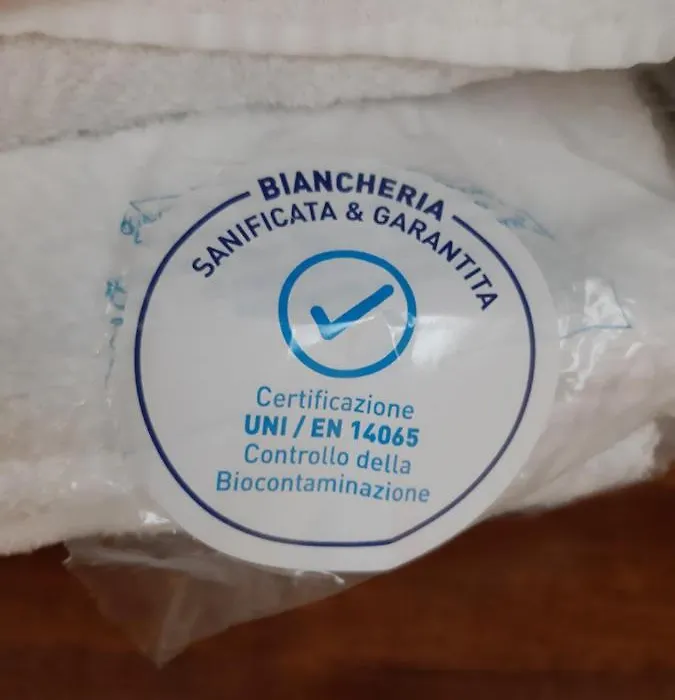 BIANCHERIA
SANIFICATA & GARANTITA
Certificazione
UNI / EN 14065
Controllo della
Biocontaminazione